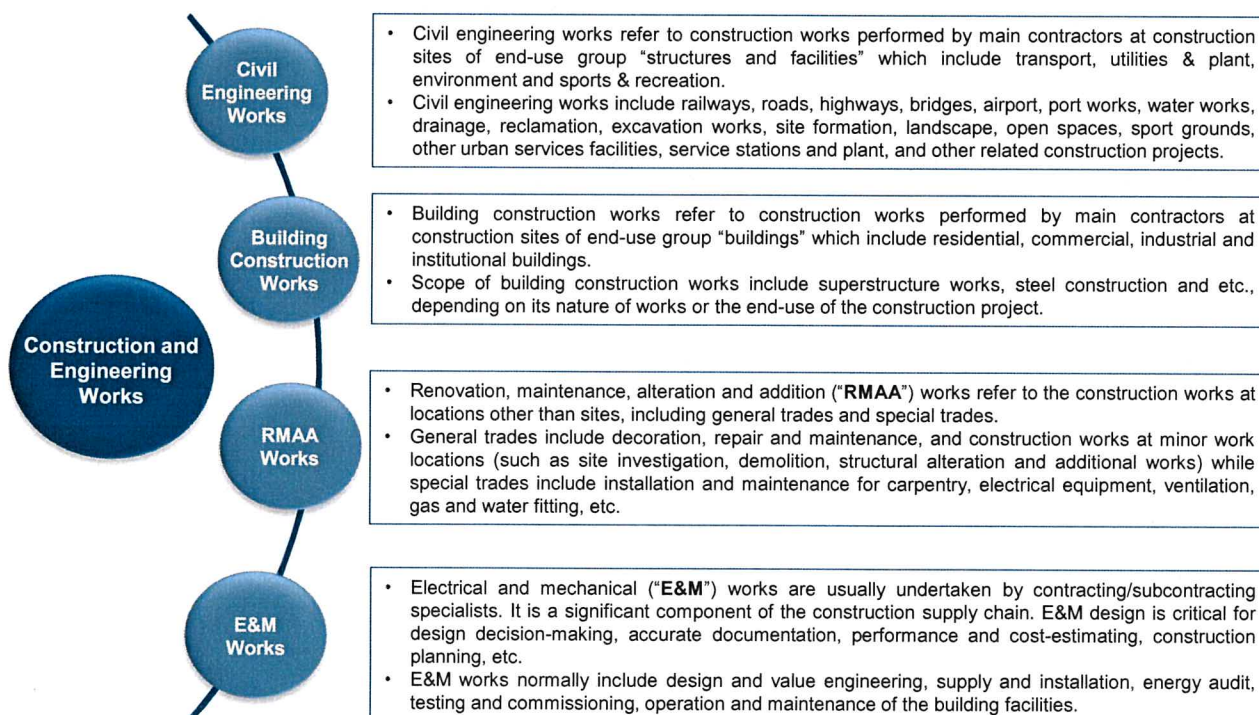 Civil
Engineering
Works
• Civil engineering works refer to construction works performed by main contractors at construction
sites of end-use group “structures and facilities” which include transport, utilities & plant,
environment and sports & recreation.
• Civil engineering works include railways, roads, highways, bridges, airport, port works, water works,
drainage, reclamation, excavation works, site formation, landscape, open spaces, sport grounds,
other urban services facilities, service stations and plant, and other related construction projects.
Building
Construction
Works
• Building construction works refer to construction works performed by main contractors at
construction sites of end-use group “buildings” which include residential, commercial, industrial and
institutional buildings.
• Scope of building construction works include superstructure works, steel construction and etc.,
depending on its nature of works or the end-use of the construction project.
Construction and
Engineering
Works
RMAA
Works
• Renovation, maintenance, alteration and addition (“RMAA”) works refer to the construction works at
locations other than sites, including general trades and special trades.
• General trades include decoration, repair and maintenance, and construction works at minor work
locations (such as site investigation, demolition, structural alteration and additional works) while
special trades include installation and maintenance for carpentry, electrical equipment, ventilation,
gas and water fitting, etc.
E&M
Works
• Electrical and mechanical (“E&M”) works are usually undertaken by contracting/subcontracting
specialists. It is a significant component of the construction supply chain. E&M design is critical for
design decision-making, accurate documentation, performance and cost-estimating, construction
planning, etc.
• E&M works normally include design and value engineering, supply and installation, energy audit,
testing and commissioning, operation and maintenance of the building facilities.